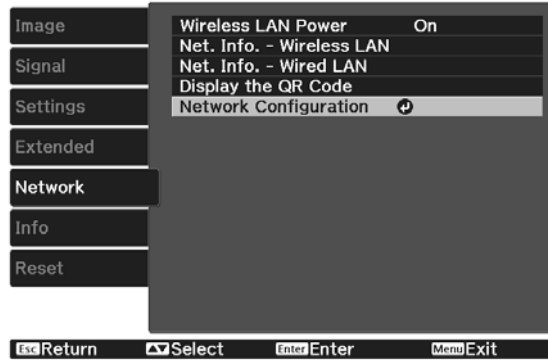 Image
Signal
Settings
Extended
Network
Info
Reset
Wireless LAN Power On
Net. Info. - Wireless LAN
Net. Info. - Wired LAN
Display the QR Code
Network Configuration
Esc Return Select Enter Enter Menu Exit